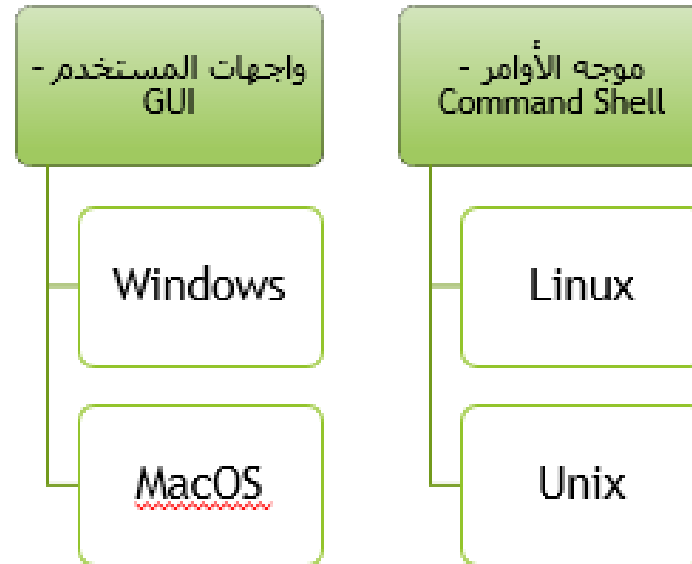 واجهات المستخدم -
GUI
Windows
MacOS
موجه الأوامر -
Command Shell
Linux
Unix